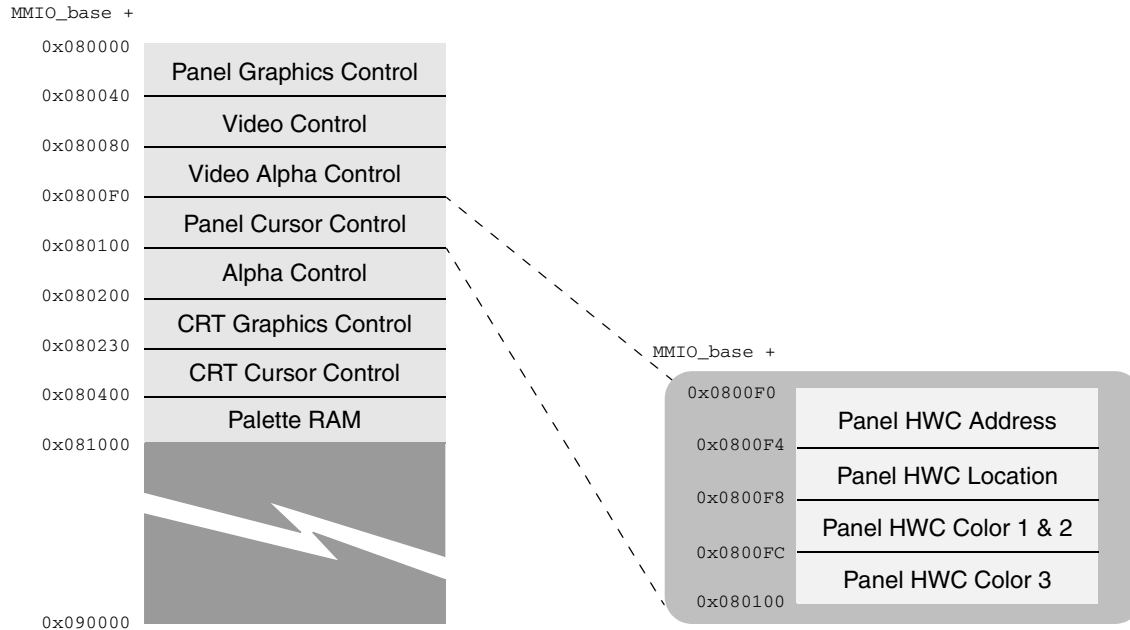 MMIO_base +
0x080000
Panel Graphics Control
0x080040
Video Control
0x080080
Video Alpha Control
0x0800F0
Panel Cursor Control
0x080100
Alpha Control
0x080200
CRT Graphics Control
0x080230
CRT Cursor Control
0x080400
Palette RAM
0x081000
0x090000
MMIO_base +
0x0800F0
Panel HWC Address
0x0800F4
Panel HWC Location
0x0800F8
Panel HWC Color 1 & 2
0x0800FC
Panel HWC Color 3
0x080100